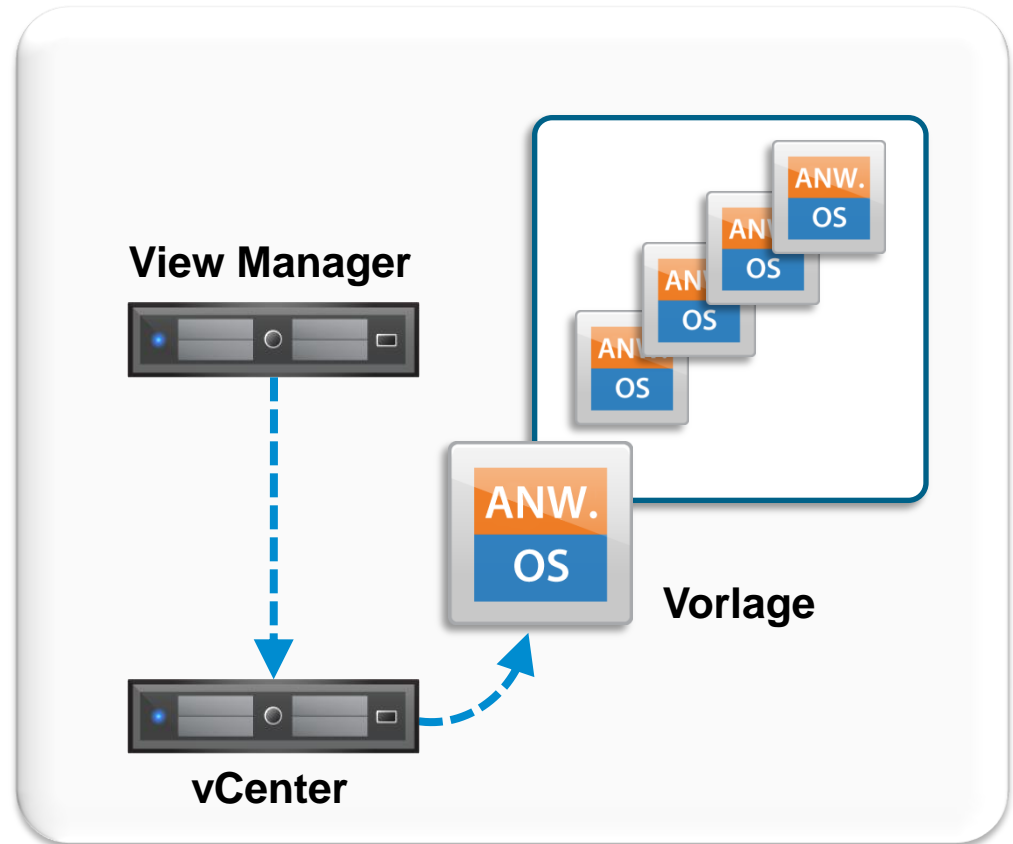 ANW.
OS
ANW.
OS
ANW.
OS
ANW.
OS
View Manager
ANW.
OS
Vorlage
vCenter